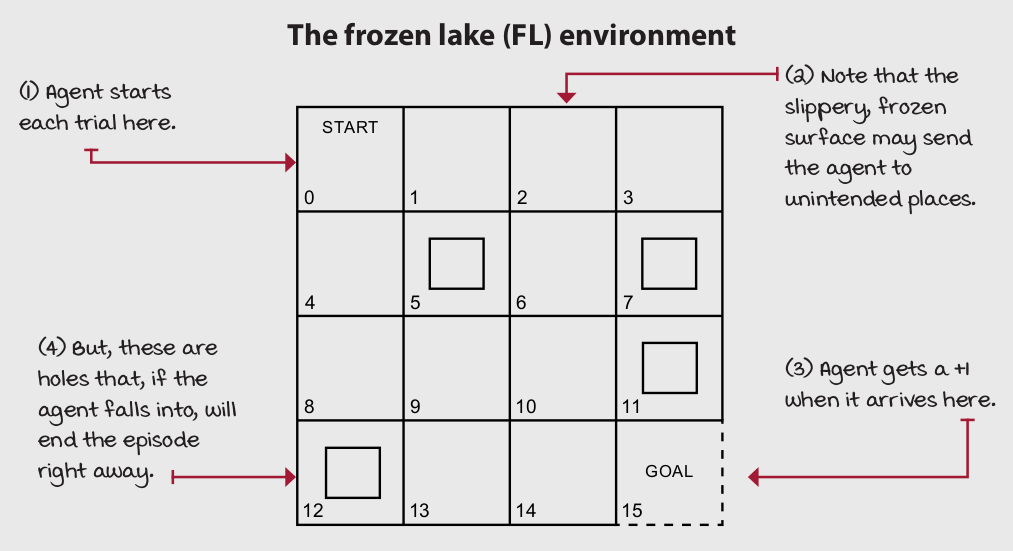 The frozen lake (FL) environment
(1) Agent starts
each trial here.
(2) Note that the
slippery, frozen
surface may send
the agent to
unintended places.
START
0
1
2
3
4
5
6
7
(4) But, these are
holes that, if the
agent falls into, will
end the episode
right away.
(3) Agent gets a +1
when it arrives here.
8
9
10
11
GOAL
12
13
14
15